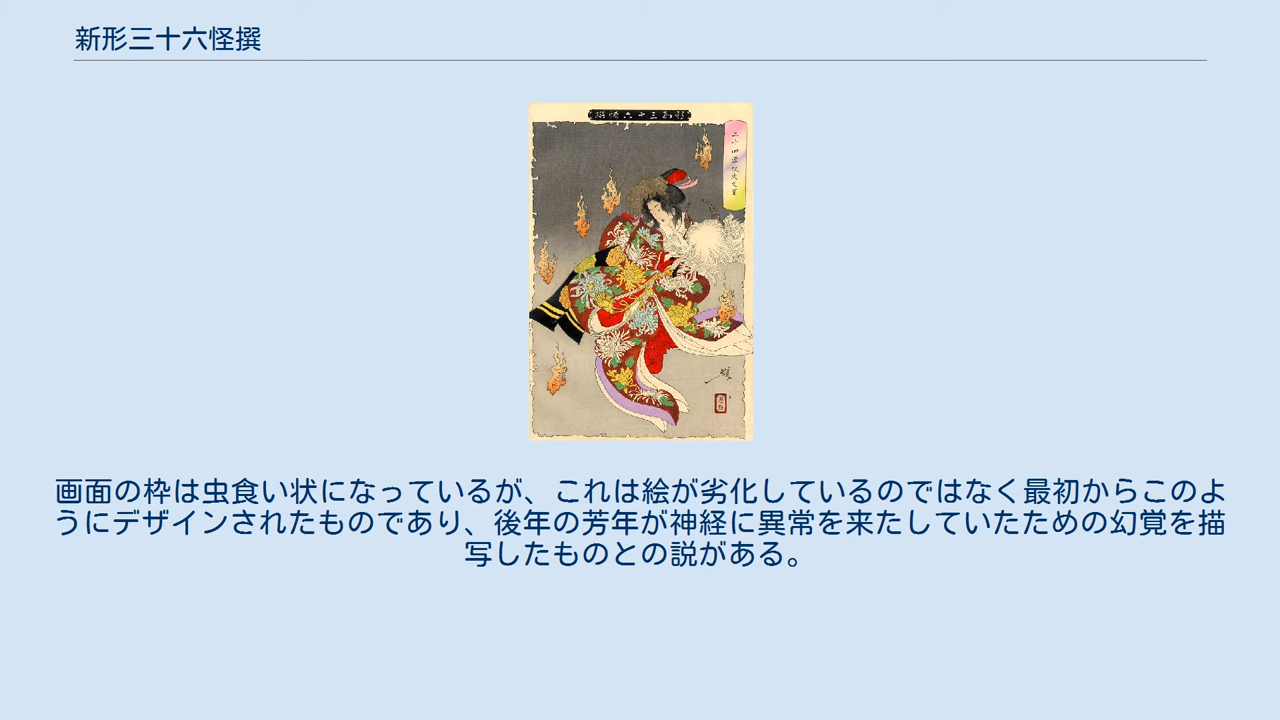 新形三十六怪撰
画面の枠は虫食い状になっているが、これは絵が劣化しているのではなく最初からこのよ
うにデザインされたものであり、後年の芳年が神経に異常を来たしていたための幻覚を描
写したものとの説がある。